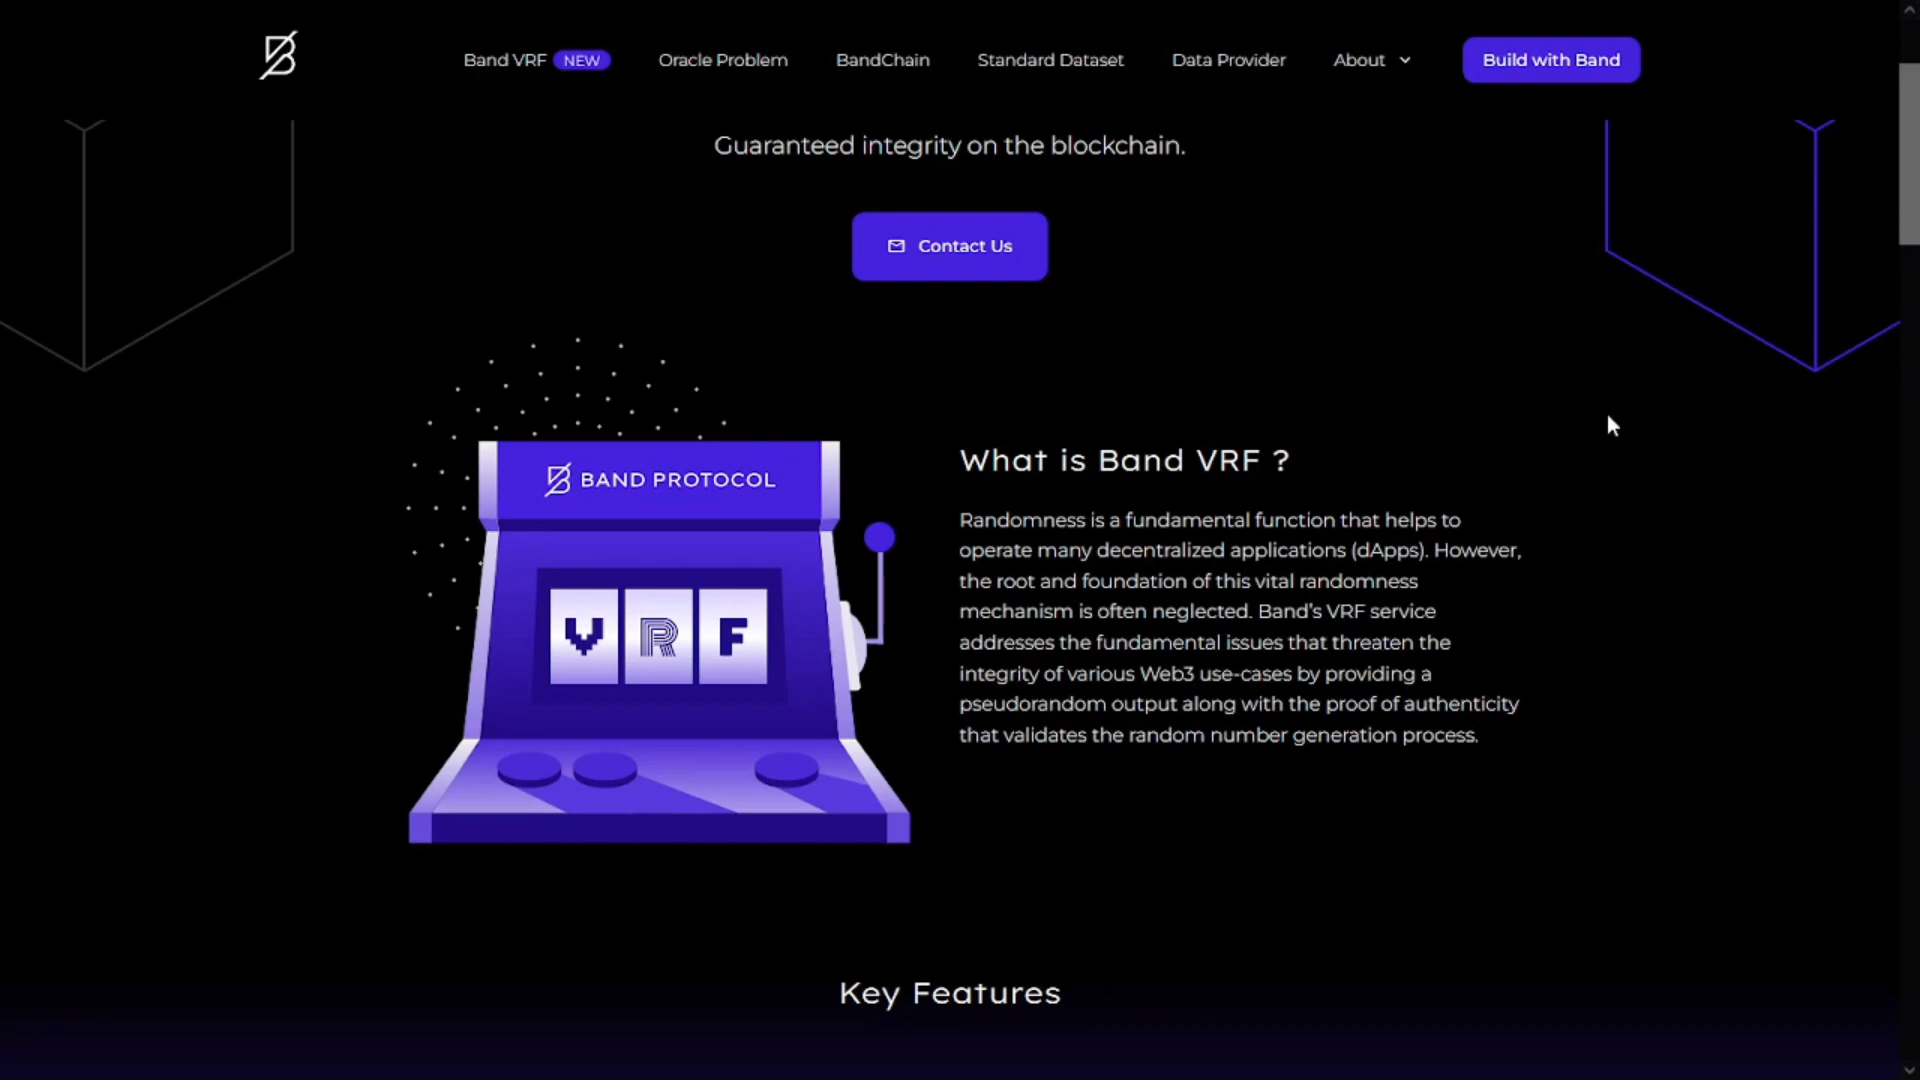 Band VRF NEW Oracle Problem BandChain Standard Dataset Data Provider About Build with Band
Guaranteed integrity on the blockchain.
Contact Us
BAND PROTOCOL
V R F
What is Band VRF ?
Randomness is a fundamental function that helps to
operate many decentralized applications (dApps). However,
the root and foundation of this vital randomness
mechanism is often neglected. Band's VRF service
addresses the fundamental issues that threaten the
integrity of various Web3 use-cases by providing a
pseudorandom output along with the proof of authenticity
that validates the random number generation process.
Key Features